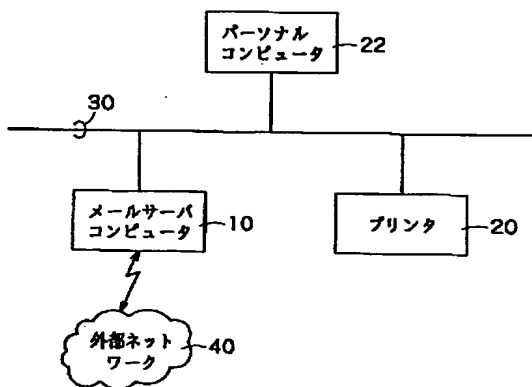 パーソナル
コンピュータ
22
30
メールサーバ
コンピュータ
10
プリンタ
20
外部ネット
ワーク
40